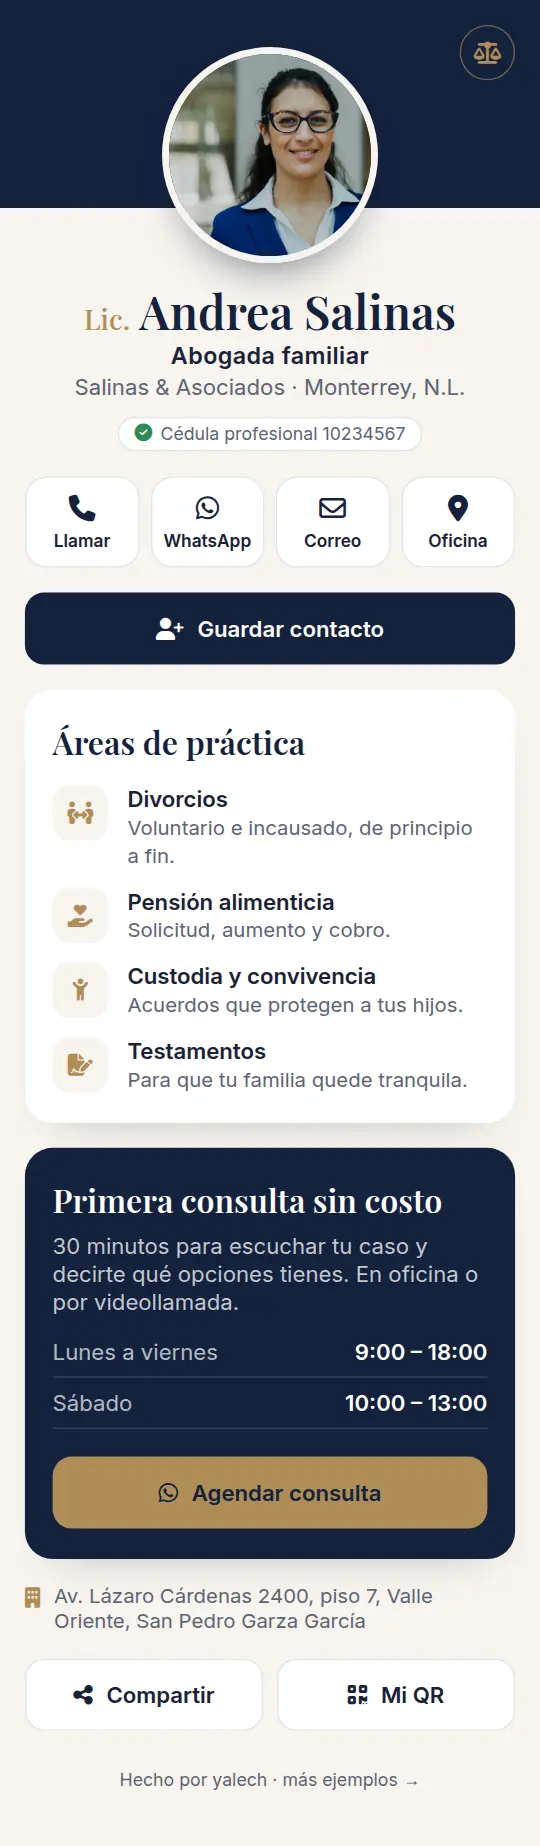 Lic. Andrea Salinas
Abogada familiar
Salinas & Asociados · Monterrey, N.L.
Cédula profesional 10234567
Llamar
WhatsApp
Correo
Oficina
Guardar contacto
Áreas de práctica
Divorcios
Voluntario e incausado, de principio
a fin.
Pensión alimenticia
Solicitud, aumento y cobro.
Custodia y convivencia
Acuerdos que protegen a tus hijos.
Testamentos
Para que tu familia quede tranquila.
Primera consulta sin costo
30 minutos para escuchar tu caso y
decirte qué opciones tienes. En oficina o
por videollamada.
Lunes a viernes 9:00 – 18:00
Sábado 10:00 – 13:00
Agendar consulta
Av. Lázaro Cárdenas 2400, piso 7, Valle
Oriente, San Pedro Garza García
Compartir
Mi QR
Hecho por yalech · más ejemplos →